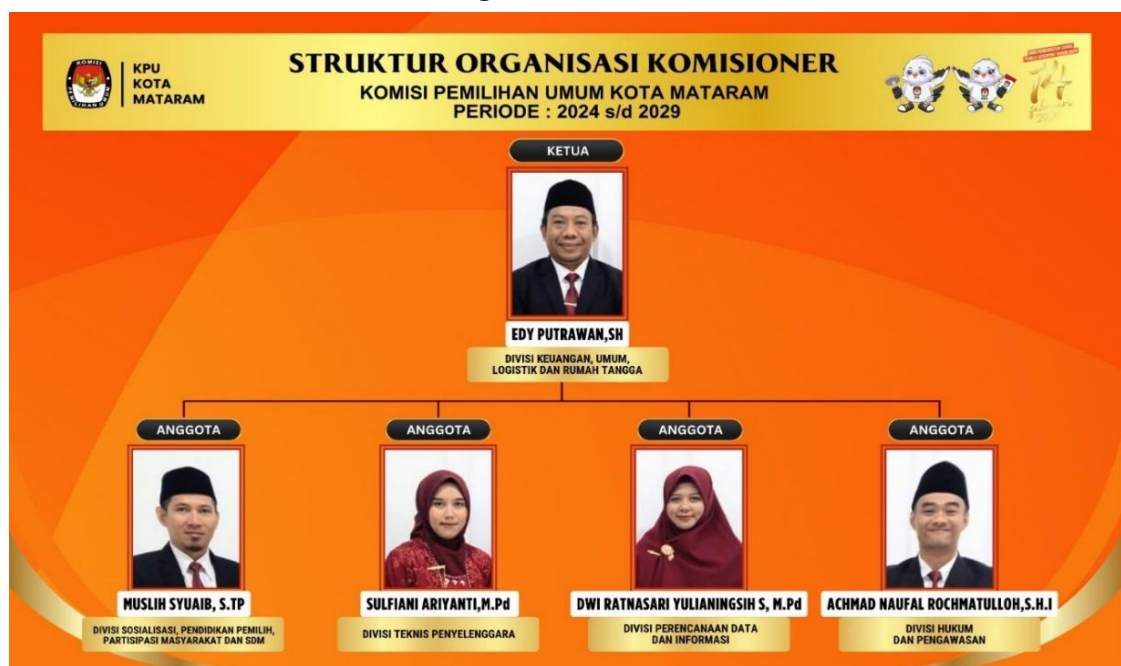 KOMISI
PEMILIHAN UMUM
KPU
KOTA
MATARAM
STRUKTUR ORGANISASI KOMISIONER
KOMISI PEMILIHAN UMUM KOTA MATARAM
PERIODE : 2024 s/d 2029
KETUA
EDY PUTRAWAN,SH
DIVISI KEUANGAN, UMUM,
LOGISTIK DAN RUMAH TANGGA
ANGGOTA
ANGGOTA
ANGGOTA
ANGGOTA
MUSLIH SYUAIB, S.TP
SULFIANI ARIYANTI,M.Pd
DWI RATNASARI YULIANINGSIH S, M.Pd
ACHMAD NAUFAL ROCHMATULLOH,S.H.I
DIVISI SOSIALISASI, PENDIDIKAN PEMILIH,
PARTISIPASI MASYARAKAT DAN SDM
DIVISI TEKNIS PENYELENGGARA
DIVISI PERENCANAAN DATA
DAN INFORMASI
DIVISI HUKUM
DAN PENGAWASAN